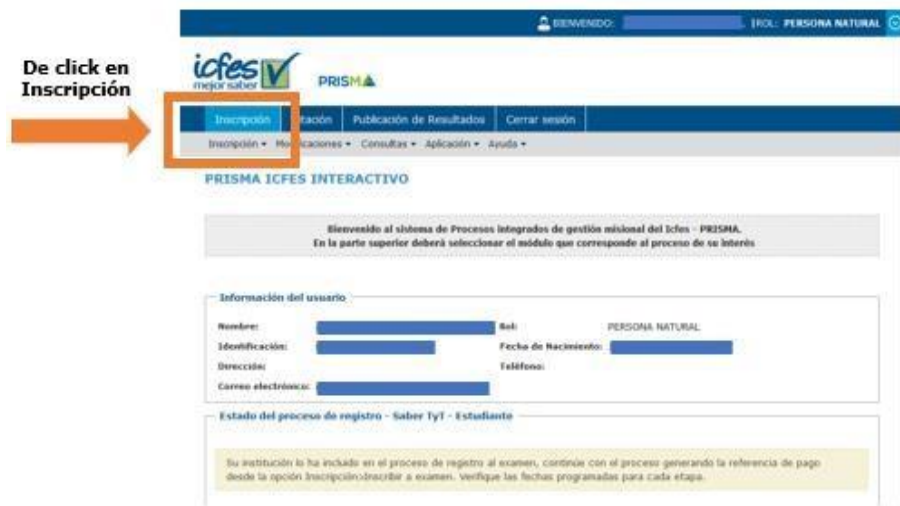 BIENVENIDO: |ROL: PERSONA NATURAL
De click en
Inscripción
icfes
mejor saber
PRISMA
Inscripción tación Publicación de Resultados Cerrar sesión
Inscripción Mo icaciones Consultas Aplicación Ayuda
PRISMA ICFES INTERACTIVO
Bienvenido al sistema de Procesos integrados de gestión misional del Icfes - PRISMA.
En la parte superior deberá seleccionar el módulo que corresponde al proceso de su interés
Información del usuario
Nombre: Rol: PERSONA NATURAL
Identificación: Fecha de Nacimiento:
Dirección: Teléfono:
Correo electrónico:
Estado del proceso de registro - Saber TyT - Estudiante
Su institución lo ha incluido en el proceso de registro al examen, continúe con el proceso generando la referencia de pago
desde la opción Inscripción>Inscribir a examen. Verifique las fechas programadas para cada etapa.